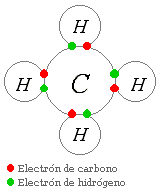 H
H C H
H
Electrón de carbono
Electrón de hidrógeno